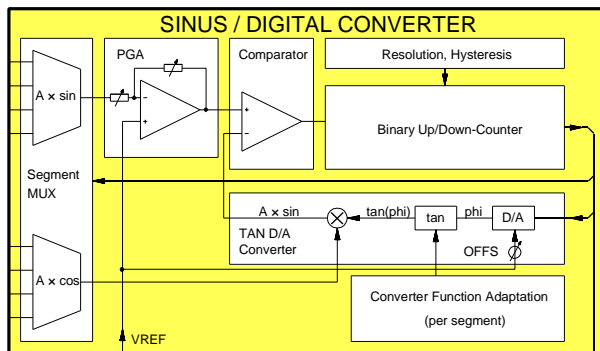 SINUS / DIGITAL CONVERTER
PGA
Comparator
Resolution, Hysteresis
A × sin
−
+
+
−
Binary Up/Down-Counter
Segment
MUX
A × sin
tan(phi)
tan
phi
D/A
TAN D/A
Converter
OFFS
A × cos
Converter Function Adaptation
(per segment)
VREF